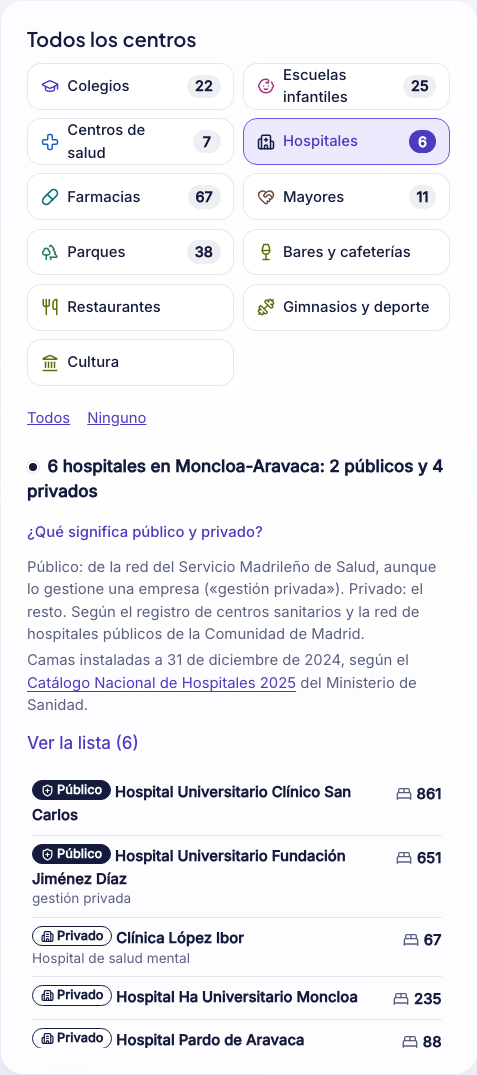 Todos los centros
Colegios 22
Escuelas infantiles 25
Centros de salud 7
Hospitales 6
Farmacias 67
Mayores 11
Parques 38
Bares y cafeterías
Restaurantes
Gimnasios y deporte
Cultura
Todos Ninguno
6 hospitales en Moncloa-Aravaca: 2 públicos y 4
privados
¿Qué significa público y privado?
Público: de la red del Servicio Madrileño de Salud, aunque
lo gestione una empresa («gestión privada»). Privado: el
resto. Según el registro de centros sanitarios y la red de
hospitales públicos de la Comunidad de Madrid.
Camas instaladas a 31 de diciembre de 2024, según el
Catálogo Nacional de Hospitales 2025 del Ministerio de
Sanidad.
Ver la lista (6)
Público Hospital Universitario Clínico San
Carlos
861
Público Hospital Universitario Fundación
Jiménez Díaz
gestión privada
651
Privado Clínica López Ibor
Hospital de salud mental
67
Privado Hospital Ha Universitario Moncloa 235
Privado Hospital Pardo de Aravaca 88